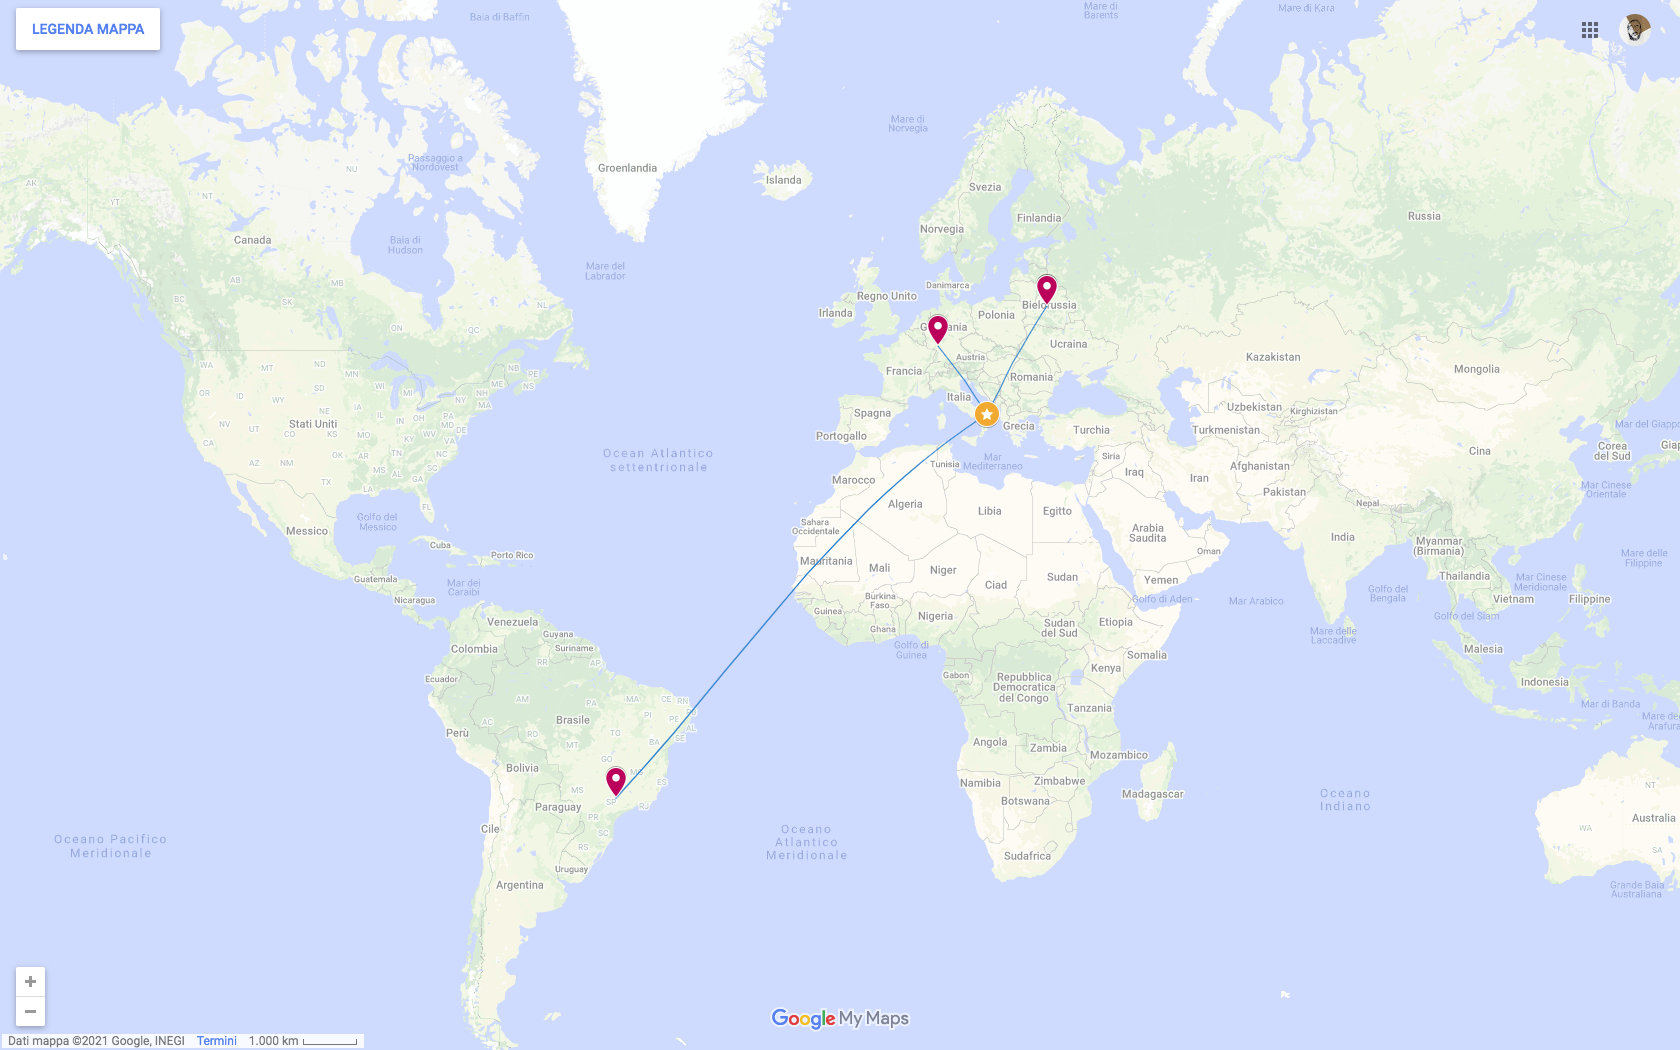 LEGENDA MAPPA
Baia di Baffin
Mare di
Barents
Mare di Kara
Mare di
Norvegia
Passaggio a
Nordovest
Groenlandia
Islanda
Svezia
Finlandia
Norvegia
Russia
AK
NT
NU
YT
Canada
Baia di
Hudson
Mare del
Labrador
BC
AB
SK
MB
ON
QC
NL
NB
PE
NS
Danimarca
Regno Unito
Irlanda
Bielorussia
Polonia
Ucraina
Austria
Francia
Romania
Italia
Spagna
Portogallo
Grecia
Turchia
Kazakistan
Mongolia
Uzbekistan
Kirghizistan
Turkmenistan
Mar del Giappo
Corea
del Sud
Giap
Cina
WA
MT
ND
MN
OR
ID
SD
WI
MI
WY
NE
IA
NY
ME
VT
NH
MA
PA
NV
UT
CO
KS
MO
IL
IN
OH
KY
WV
VA
MD
NJ
CA
AZ
NM
OK
AR
TN
NC
SC
TX
LA
MS
AL
GA
FL
Stati Uniti
Ocean Atlantico
settentrionale
Mar
Mediterraneo
Tunisia
Siria
Iraq
Iran
Afghanistan
Pakistan
Nepal
Mar Cinese
Orientale
Marocco
Algeria
Libia
Egitto
Sahara
Occidentale
Arabia
Saudita
Oman
India
Myanmar
(Birmania)
Golfo del
Messico
Messico
Cuba
Porto Rico
Mauritania
Mali
Niger
Ciad
Sudan
Yemen
Golfo di Aden
Mar Arabico
Golfo del
Bengala
Thailandia
Mar Cinese
Meridionale
Vietnam
Filippine
Mare delle
Filippine
Guatemala
Mar dei
Caraibi
Nicaragua
Burkina
Faso
Guinea
Ghana
Nigeria
Sudan
del Sud
Etiopia
Golfo del Siam
Mare delle
Laccadive
Venezuela
Guyana
Suriname
Colombia
Golfo di
Guinea
Somalia
Kenya
Malesia
RR
AP
Ecuador
Gabon
Repubblica
Democratica
del Congo
Indonesia
AM
MA
CE
RN
PB
PI
PE
AL
SE
Tanzania
Mar di Banda
Mare de
Arafura
AC
Brasile
RO
TO
BA
MT
Perù
Angola
Zambia
Mozambico
GO
MG
ES
Bolivia
Namibia
Zimbabwe
Botswana
Madagascar
MS
SP
RJ
Paraguay
PR
SC
RS
Oceano
Indiano
NT
Australia
WA
SA
Cile
Uruguay
Argentina
Oceano Pacifico
Meridionale
Oceano
Atlantico
Meridionale
Sudafrica
Grande Baia
Australiana
Google My Maps
Dati mappa ©2021 Google, INEGI
Termini
1.000 km